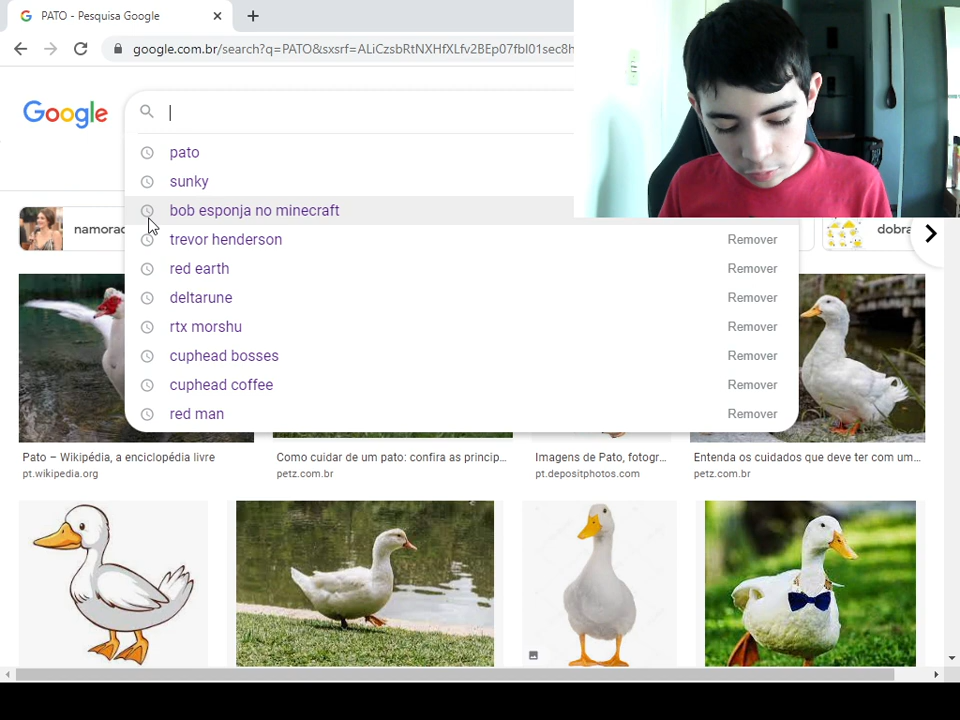 PATO - Pesquisa Google
google.com.br/search?q=PATO&sxsrf=ALiCzsbRtNXHfXLfv2BEp07fbI01sec8h
Google
pato
sunky
bob esponja no minecraft
trevor henderson Remover
red earth Remover
deltarune Remover
rtx morshu Remover
cuphead bosses Remover
cuphead coffee Remover
red man Remover
namorad
dobra
Pato – Wikipédia, a enciclopédia livre
pt.wikipedia.org
Como cuidar de um pato: confira as princip...
petz.com.br
Imagens de Pato, fotogr...
pt.depositphotos.com
Entenda os cuidados que deve ter com um...
petz.com.br